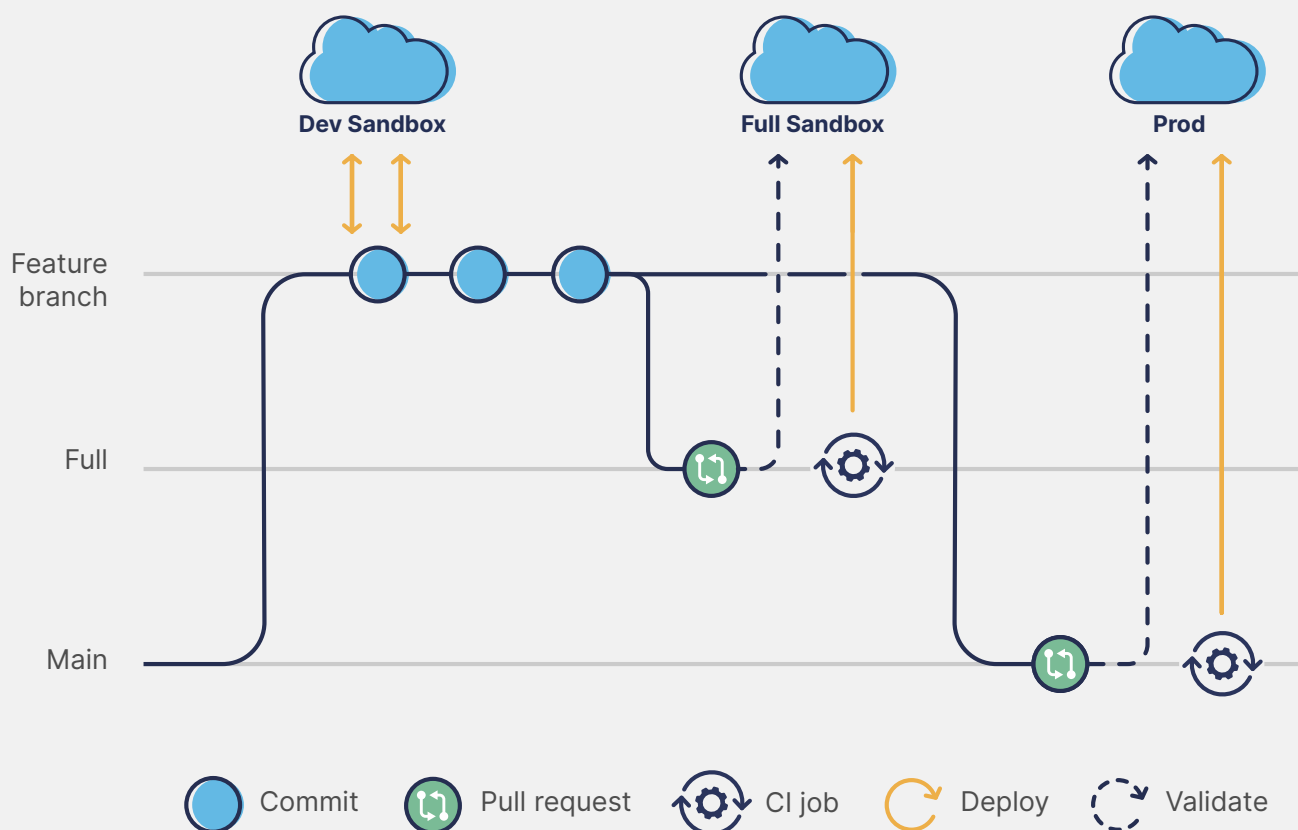 Dev Sandbox
Full Sandbox
Prod
Feature
branch
Full
Main
Commit
Pull request
CI job
Deploy
Validate